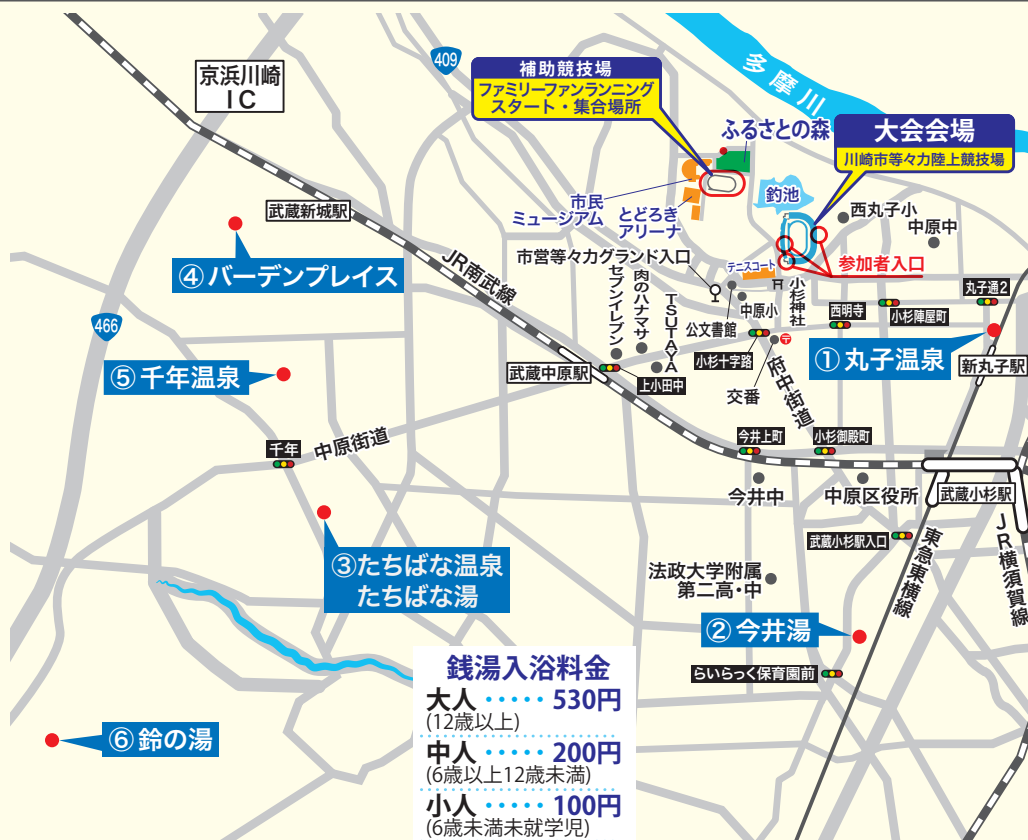 京浜川崎
IC
409
補助競技場
ファミリーファンランニング
スタート・集合場所
多摩川
ふるさとの森
大会会場
川崎市等々力陸上競技場
釣池
市民
ミュージアム
とどろき
アリーナ
西丸子小
中原中
武蔵新城駅
④バーデンプレイス
JR南武線
市営等々力グランド入口
テニスコート
参加者入口
セブンイレブン
肉のハナマサ
TSUTAYA
公文書館
中原小
小杉神社
西明寺
小杉陣屋町
丸子通2
466
⑤千年温泉
武蔵中原駅
上小田中
小杉十字路
交番
府中街道
①丸子温泉
新丸子駅
千年
中原街道
今井上町
小杉御殿町
今井中
中原区役所
武蔵小杉駅
③たちばな温泉
たちばな湯
法政大学附属
第二高・中
武蔵小杉駅入口
東急東横線
JR横須賀線
②今井湯
らいらっく保育園前
⑥鈴の湯
銭湯入浴料金
大人・・・・・530円
(12歳以上)
中人・・・・・200円
(6歳以上12歳未満)
小人・・・・・100円
(6歳未満未就学児)